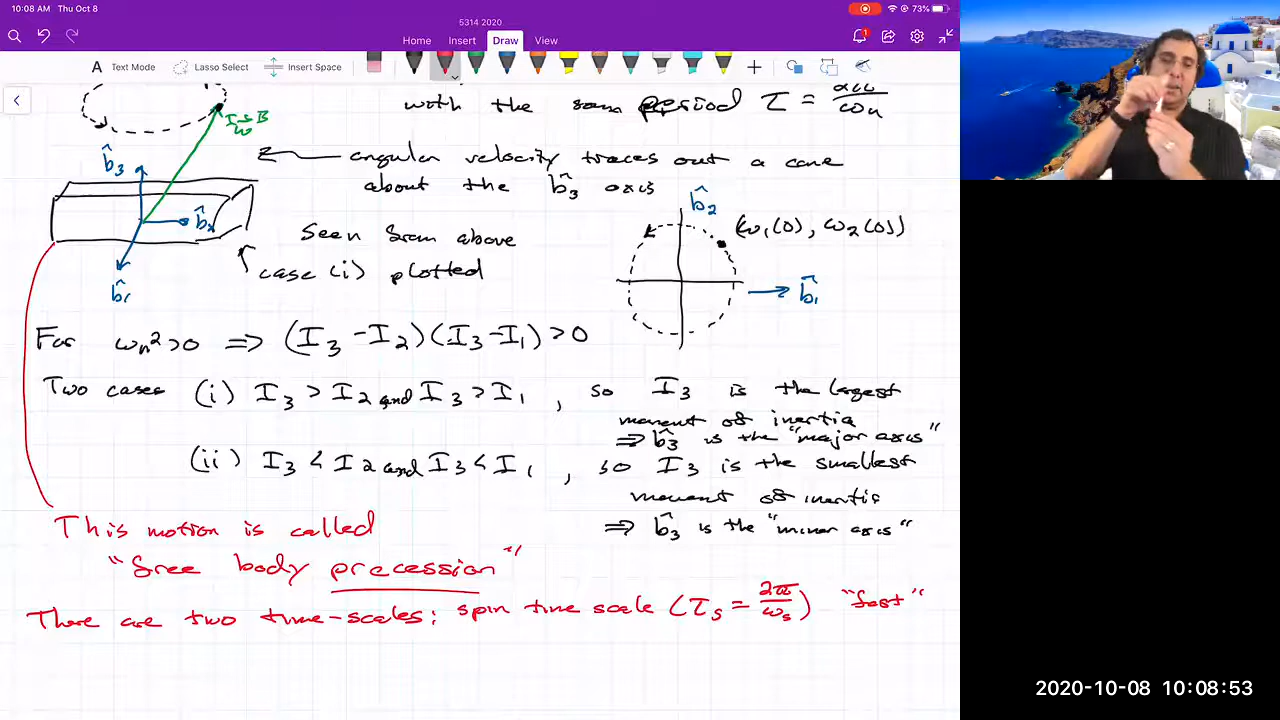 10:08 AM Thu Oct 8
73%
5314 2020
Home Insert Draw View
Text Mode Lasso Select Insert Space
with the same period τ = 2π/ωn
I ω B
angular velocity traces out a cone
about the b̂3 axis
b̂3
b̂2
b̂1
Seen from above
case (i) plotted
b̂2
(ω1(0), ω2(0))
b̂1
For ωn²>0 ⟹ (I3 - I2)(I3 - I1) > 0
Two cases (i) I3 > I2 and I3 > I1, so I3 is the largest
moment of inertia
⟹ b̂3 is the "major axis"
(ii) I3 < I2 and I3 < I1, so I3 is the smallest
moment of inertia
⟹ b̂3 is the "minor axis"
This motion is called
"free body precession"
There are two time-scales: spin time scale (τs = 2π/ωs) "fast"
2020-10-08 10:08:53